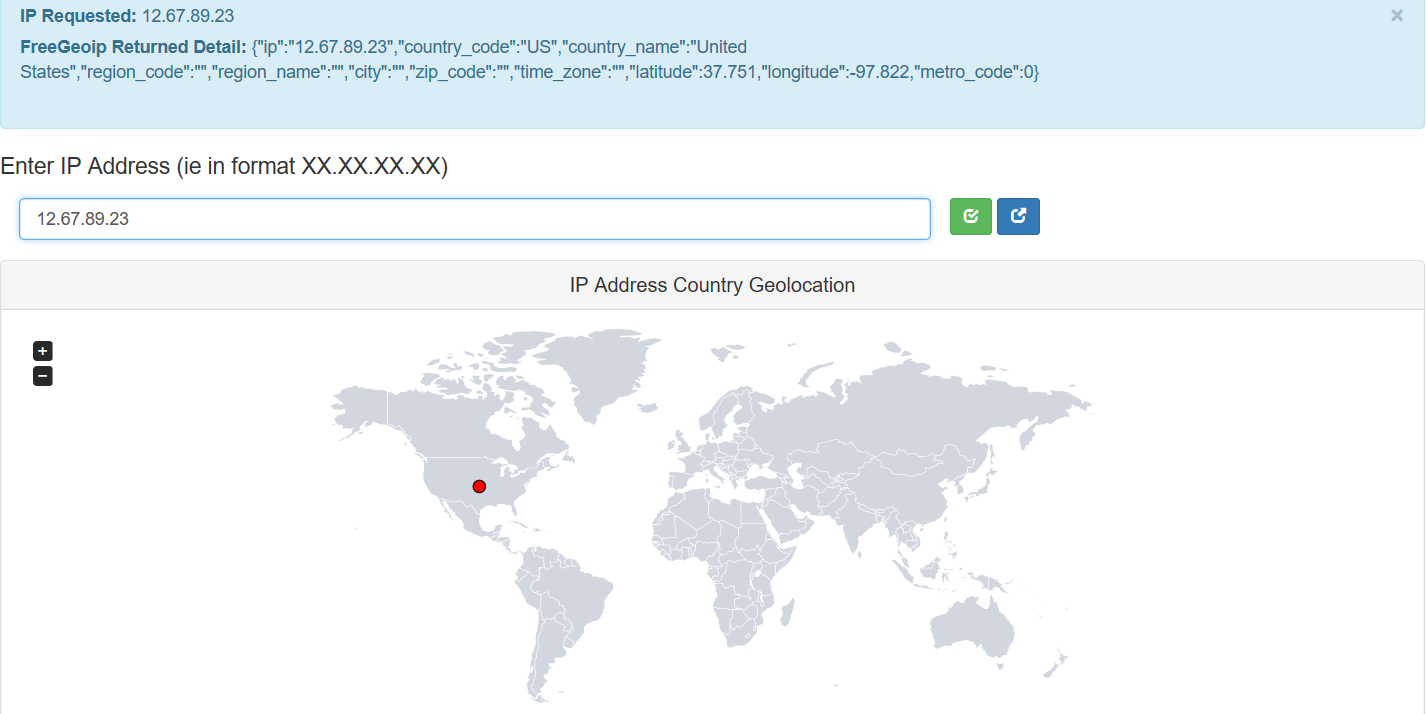 IP Requested: 12.67.89.23
×
FreeGeoip Returned Detail: {"ip":"12.67.89.23","country_code":"US","country_name":"United
States","region_code":"","region_name":"","city":"","zip_code":"","time_zone":"","latitude":37.751,"longitude":-97.822,"metro_code":0}
Enter IP Address (ie in format XX.XX.XX.XX)
12.67.89.23
IP Address Country Geolocation
+
−